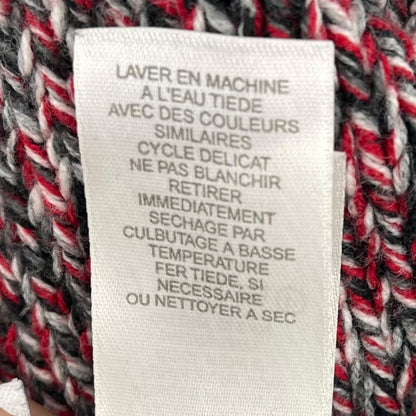 LAVER EN MACHINE
A L'EAU TIEDE
AVEC DES COULEURS
SIMILAIRES
CYCLE DELICAT
NE PAS BLANCHIR
RETIRER
IMMEDIATEMENT
SECHAGE PAR
CULBUTAGE A BASSE
TEMPERATURE
FER TIEDE, SI
NECESSAIRE
OU NETTOYER A SEC